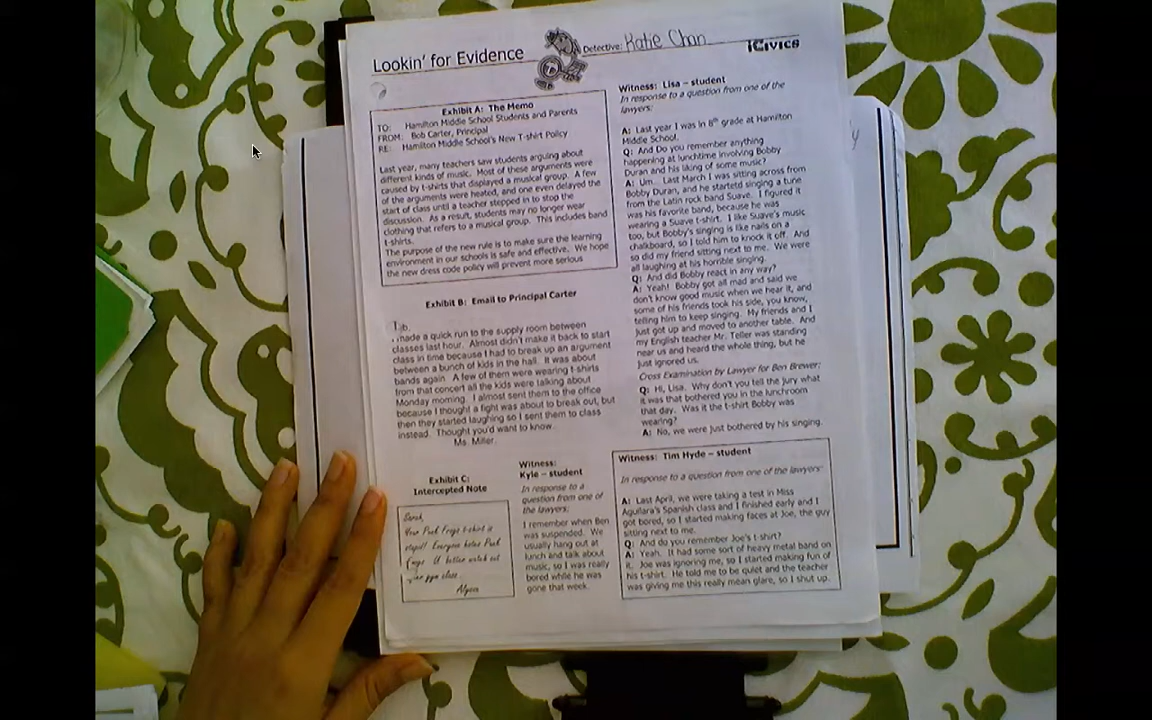 Lookin' for Evidence
Detective: Katie Chan
iCivics
Exhibit A: The Memo
TO: Hamilton Middle School Students and Parents
FROM: Bob Carter, Principal
RE: Hamilton Middle School's New T-shirt Policy
Last year, many teachers saw students arguing about
different kinds of music. Most of these arguments were
caused by t-shirts that displayed a musical group. A few
of the arguments were heated, and one even delayed the
start of class until a teacher stepped in to stop the
discussion. As a result, students may no longer wear
clothing that refers to a musical group. This includes band
t-shirts.
The purpose of the new rule is to make sure the learning
environment in our schools is safe and effective. We hope
the new dress code policy will prevent more serious
Exhibit B: Email to Principal Carter
made a quick run to the supply room between
classes last hour. Almost didn't make it back to start
class in time because I had to break up an argument
between a bunch of kids in the hall. It was about
bands again. A few of them were wearing t-shirts
from that concert all the kids were talking about
Monday morning. I almost sent them to the office
because I thought a fight was about to break out, but
then they started laughing so I sent them to class
instead. Thought you'd want to know.
Ms. Miller
Exhibit C:
Intercepted Note
Sarah,
Your Punk Frogs t-shirt is
stupid! Everyone hates Punk
Frogs. U better watch out
gym class.
Alyssa
Witness:
Kyle – student
In response to a
question from one of
the lawyers:
I remember when Ben
was suspended. We
usually hang out at
lunch and talk about
music, so I was really
bored while he was
gone that week.
Witness: Lisa – student
In response to a question from one of the
lawyers:
A: Last year I was in 8th grade at Hamilton
Middle School.
Q: And Do you remember anything
happening at lunchtime involving Bobby
Duran and his liking of some music?
A: Um. Last March I was sitting across from
Bobby Duran, and he startetd singing a tune
from the Latin rock band Suave. I figured it
was his favorite band, because he was
wearing a Suave t-shirt. I like Suave's music
too, but Bobby's singing is like nails on a
chalkboard, so I told him to knock it off. And
so did my friend sitting next to me. We were
all laughing at his horrible singing.
Q: And did Bobby react in any way?
A: Yeah! Bobby got all mad and said we
don't know good music when we hear it, and
some of his friends took his side, you know,
telling him to keep singing. My friends and I
just got up and moved to another table. And
my English teacher Mr. Teller was standing
near us and heard the whole thing, but he
just ignored us.
Cross Examination by Lawyer for Ben Brewer:
Q: Hi, Lisa. Why don't you tell the jury what
it was that bothered you in the lunchroom
that day. Was it the t-shirt Bobby was
wearing?
A: No, we were just bothered by his singing.
Witness: Tim Hyde – student
In response to a question from one of the lawyers:
A: Last April, we were taking a test in Miss
Aguilara's Spanish class and I finished early and I
got bored, so I started making faces at Joe, the guy
sitting next to me.
Q: And do you remember Joe's t-shirt?
A: Yeah. It had some sort of heavy metal band on
it. Joe was ignoring me, so I started making fun of
his t-shirt. He told me to be quiet and the teacher
was giving me this really mean glare, so I shut up.